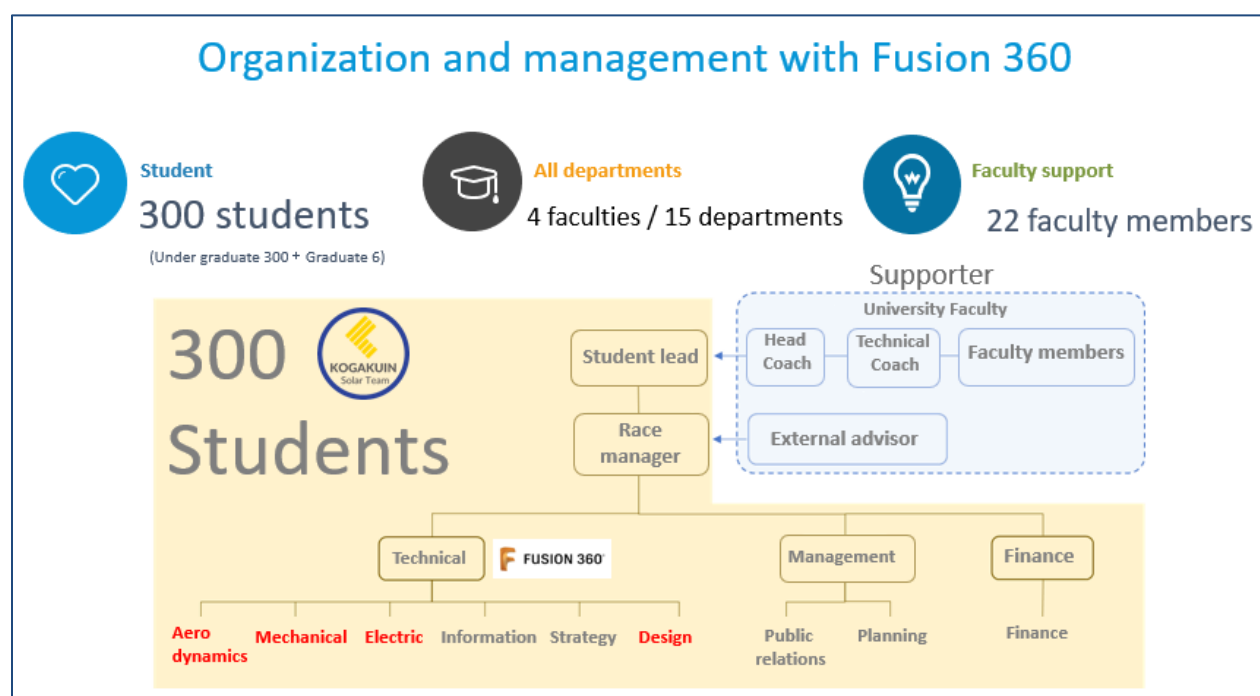 Organization and management with Fusion 360
Student
300 students
(Under graduate 300 + Graduate 6)
All departments
4 faculties / 15 departments
Faculty support
22 faculty members
Supporter
University Faculty
300
KOGAKUIN
Solar Team
Students
Student lead
Head
Coach
Technical
Coach
Faculty members
Race
manager
External advisor
Technical
F FUSION 360
Management
Finance
Aero
dynamics
Mechanical
Electric
Information
Strategy
Design
Public
relations
Planning
Finance